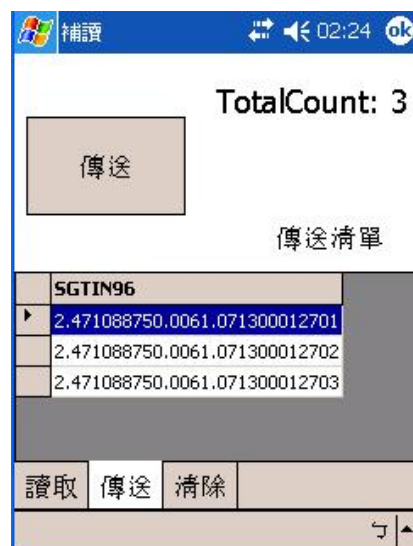 補讀 02:24 ok
TotalCount: 3
傳送
傳送清單
SGTIN96
2.471088750.0061.071300012701
2.471088750.0061.071300012702
2.471088750.0061.071300012703
讀取 傳送 清除
ㄅ